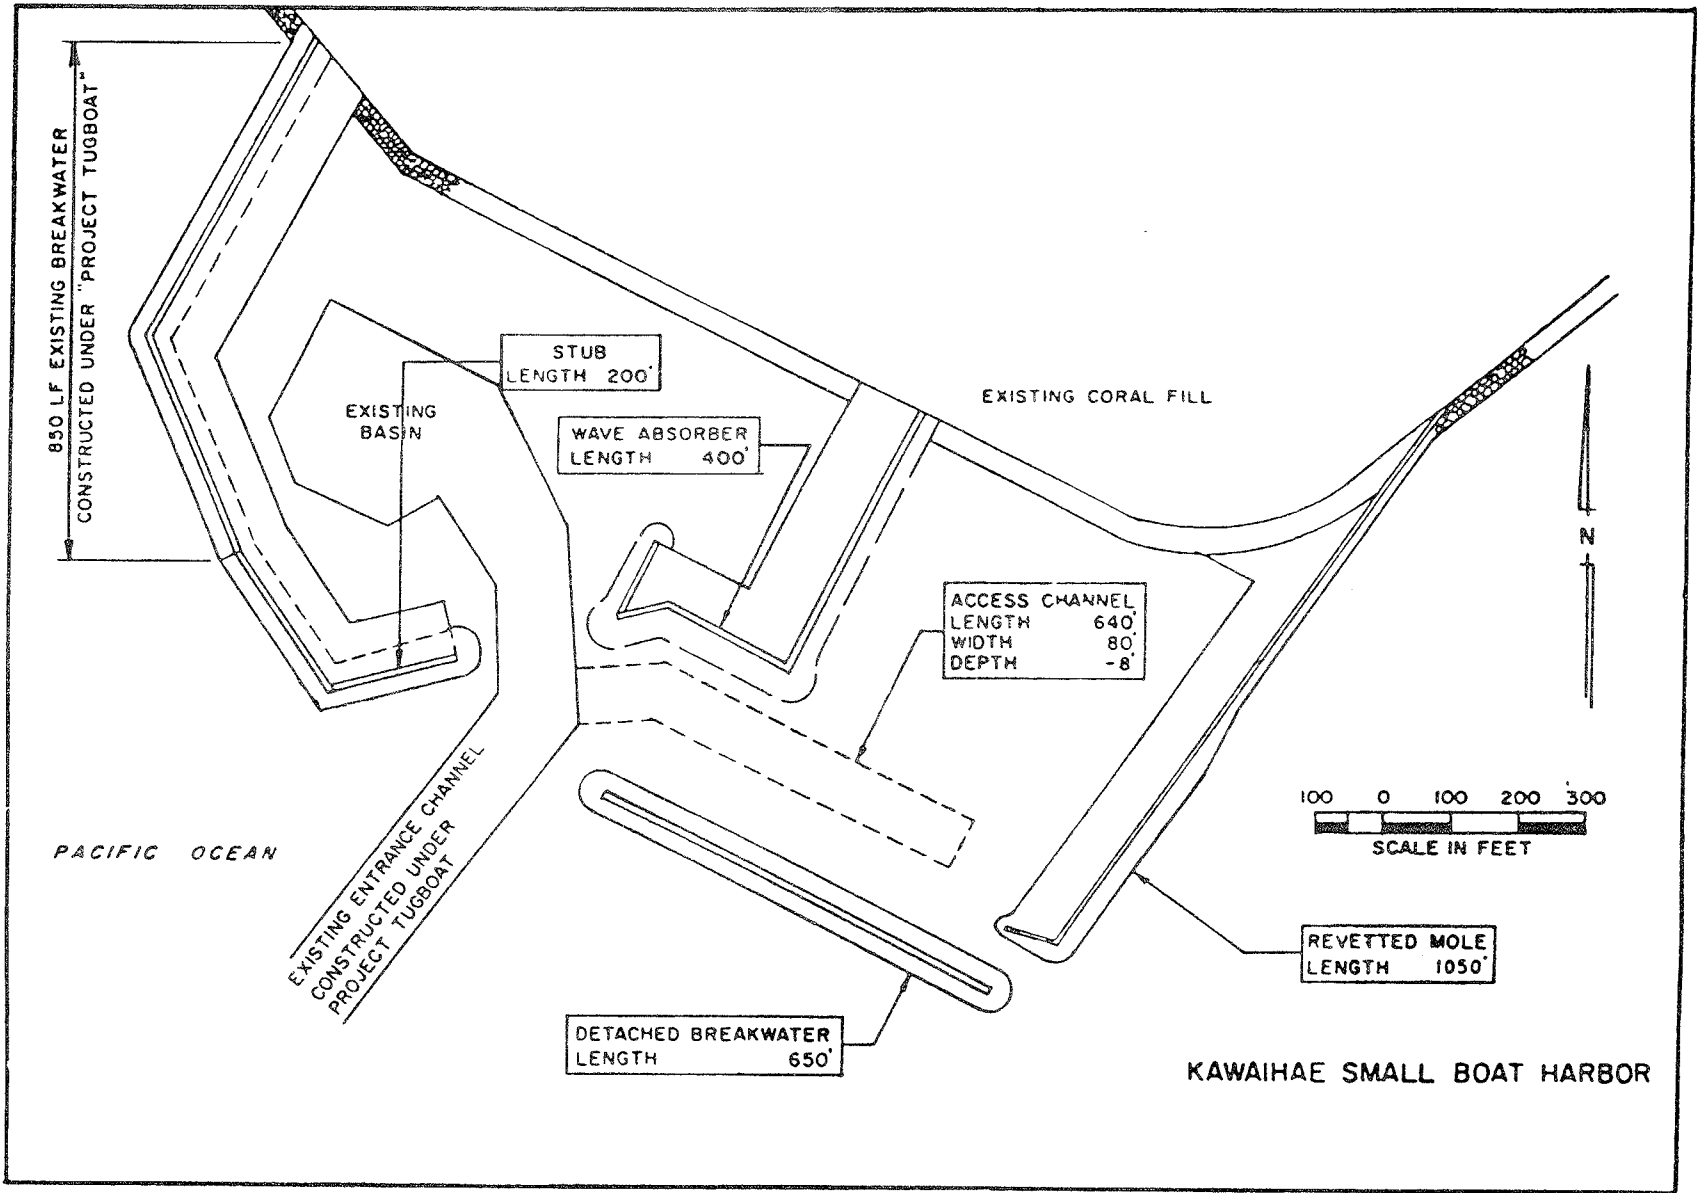 850 LF EXISTING BREAKWATER
CONSTRUCTED UNDER "PROJECT TUGBOAT"
STUB
LENGTH 200'
EXISTING
BASIN
WAVE ABSORBER
LENGTH 400'
EXISTING CORAL FILL
N
ACCESS CHANNEL
LENGTH 640'
WIDTH 80'
DEPTH -8'
100 0 100 200 300'
SCALE IN FEET
PACIFIC OCEAN
EXISTING ENTRANCE CHANNEL
CONSTRUCTED UNDER
PROJECT TUGBOAT
REVETTED MOLE
LENGTH 1050'
DETACHED BREAKWATER
LENGTH 650'
KAWAIHAE SMALL BOAT HARBOR